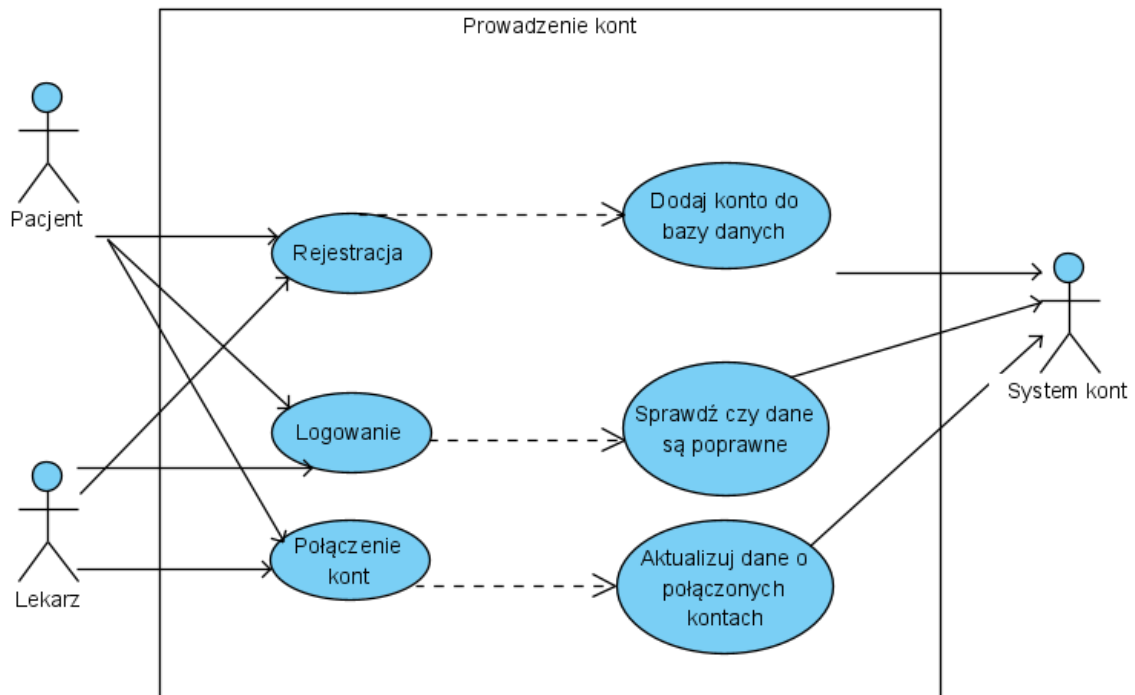 Prowadzenie kont
Pacjent
Dodaj konto do
bazy danych
Rejestracja
System kont
Logowanie
Sprawdź czy dane
są poprawne
Lekarz
Połączenie
kont
Aktualizuj dane o
połączonych
kontach